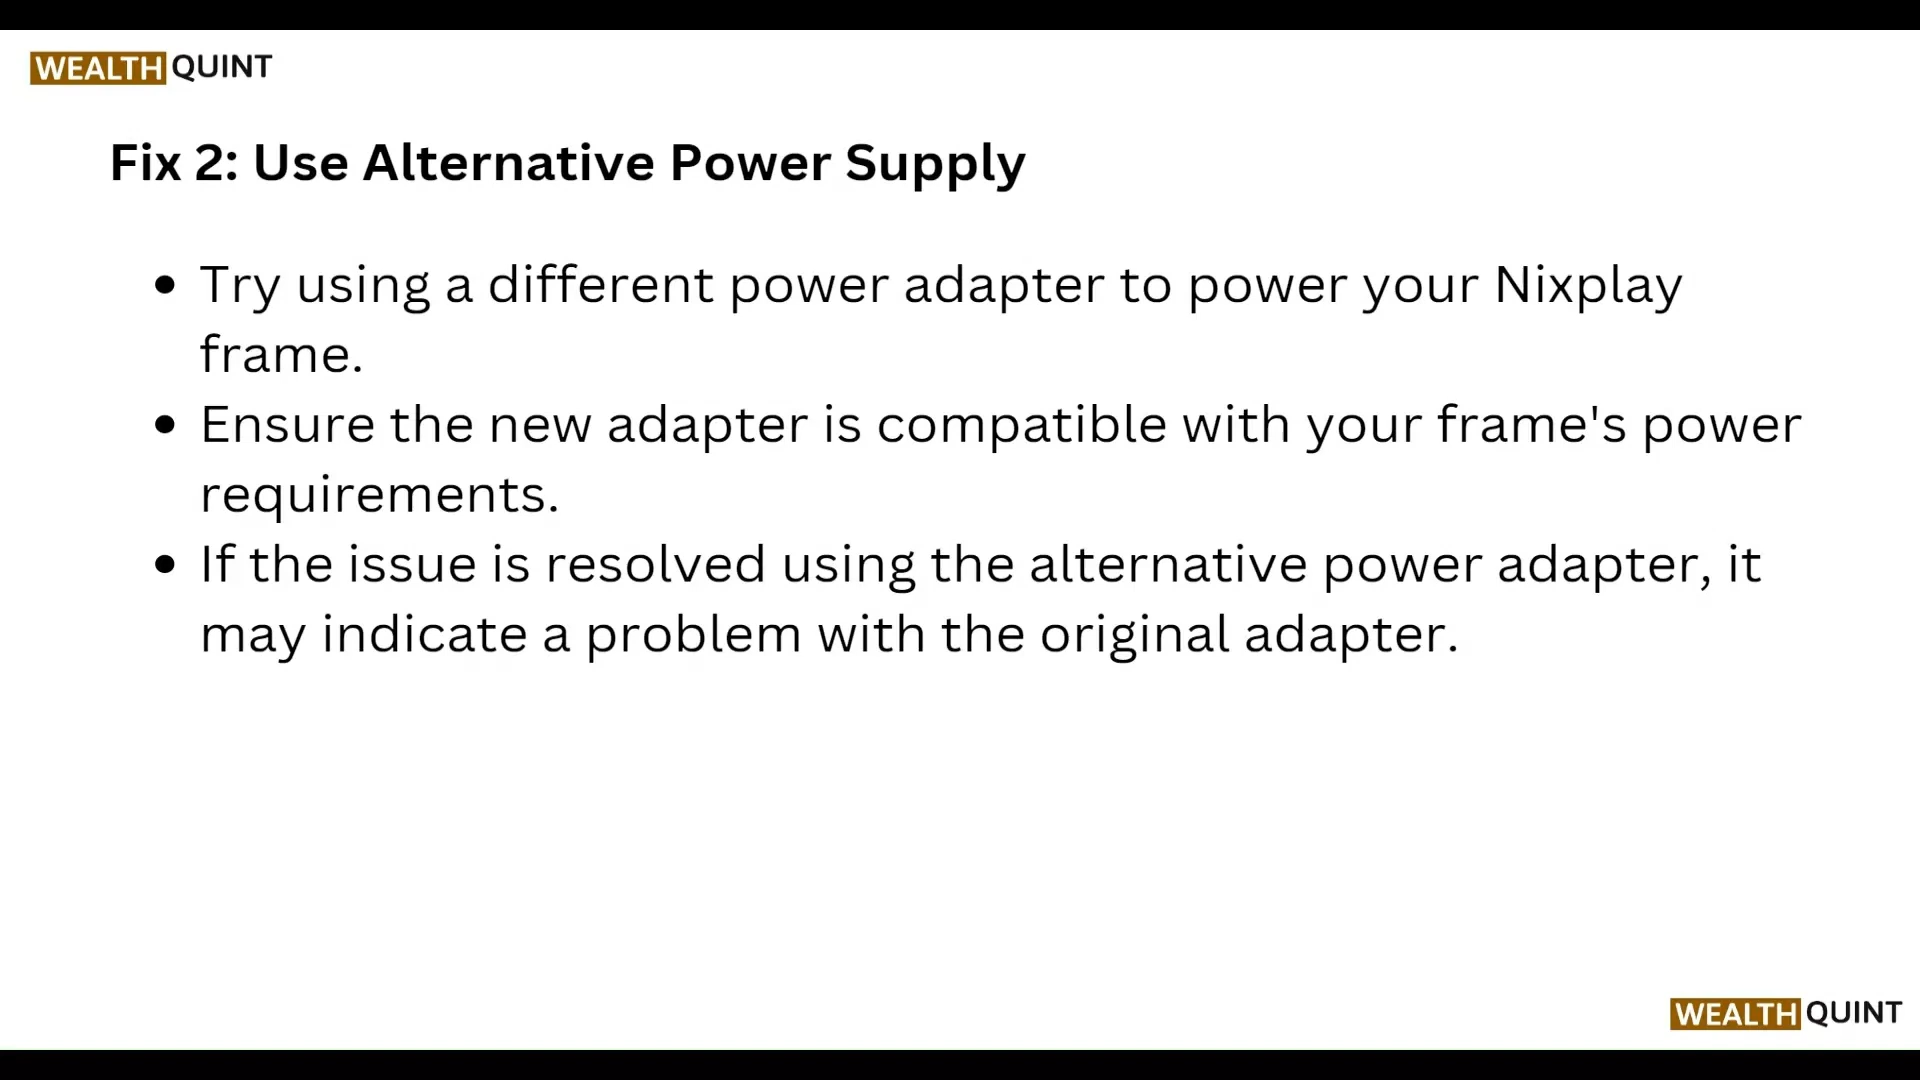 WEALTH QUINT
Fix 2: Use Alternative Power Supply
• Try using a different power adapter to power your Nixplay
frame.
• Ensure the new adapter is compatible with your frame's power
requirements.
• If the issue is resolved using the alternative power adapter, it
may indicate a problem with the original adapter.
WEALTH QUINT